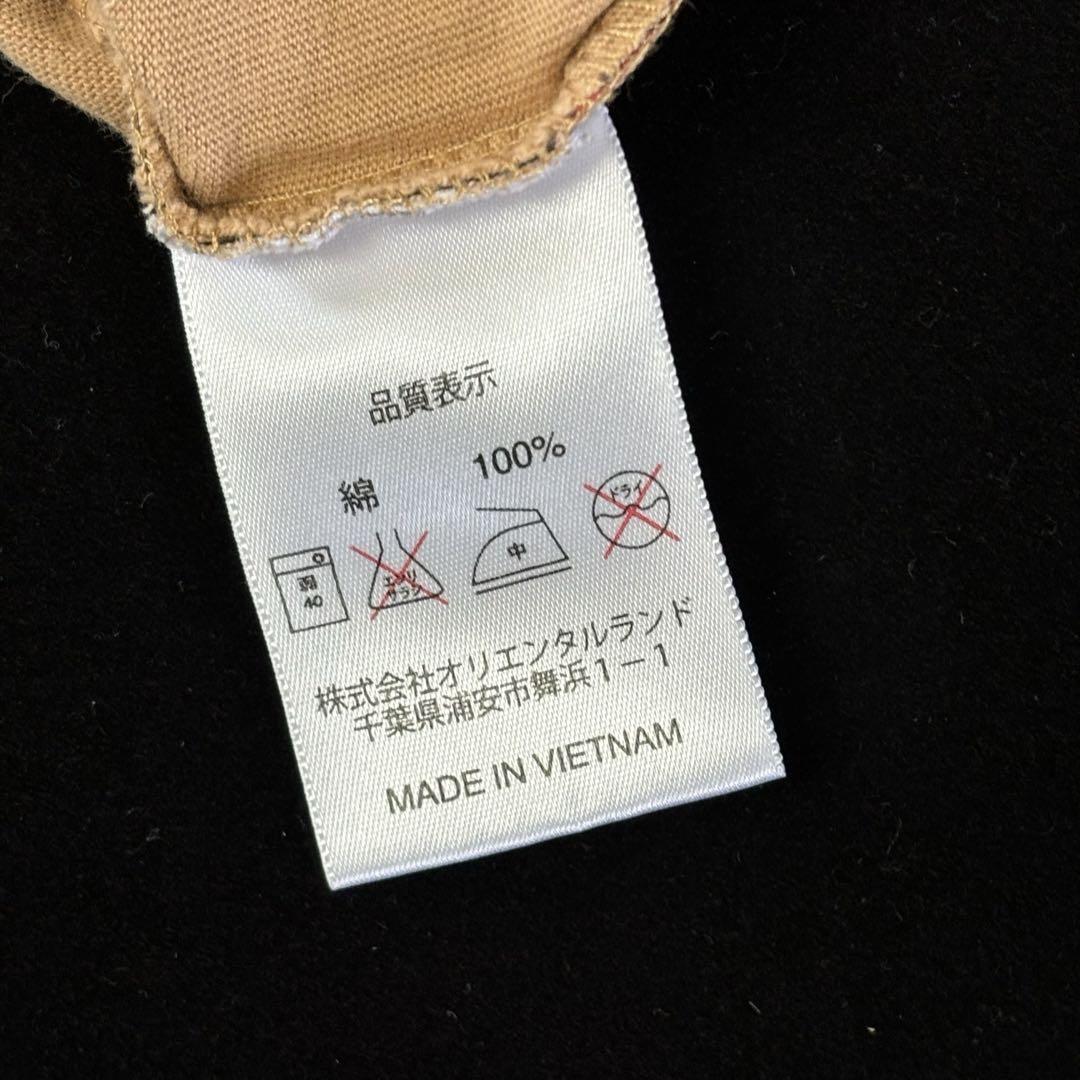 品質表示
綿 100%
弱
40
エンソ
サラシ
中
ドライ
株式会社オリエンタルランド
千葉県浦安市舞浜1-1
MADE IN VIETNAM